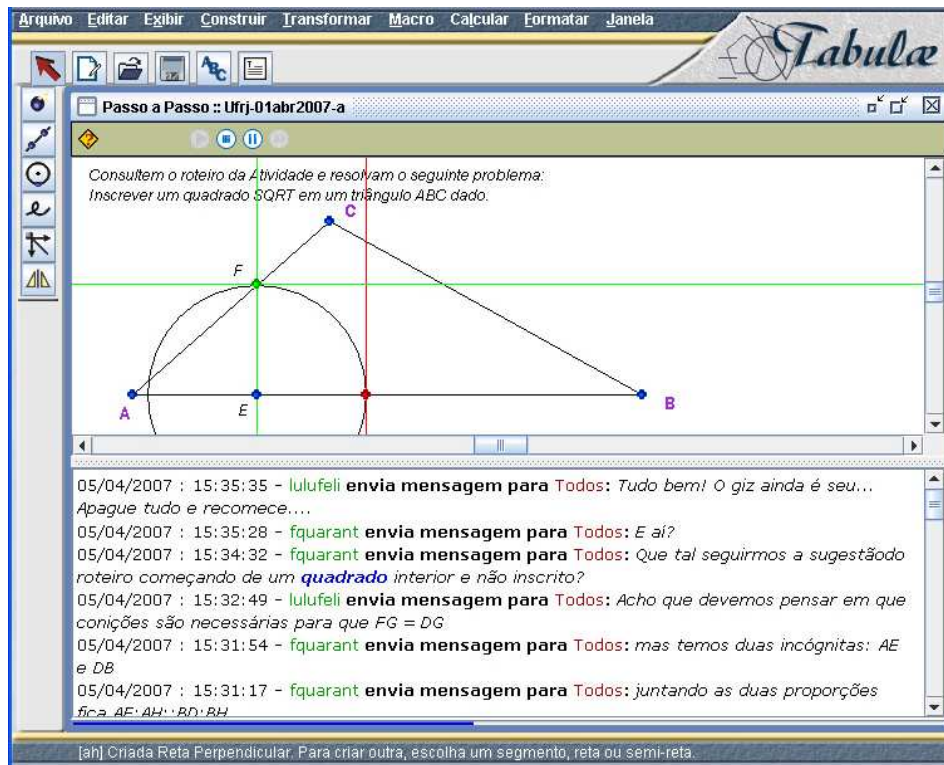 Arquivo Editar Exibir Construir Transformar Macro Calcular Formatar Janela
Tabulæ
ABC
Passo a Passo :: Ufrj-01abr2007-a
Consultem o roteiro da Atividade e resolvam o seguinte problema:
Inscrever um quadrado SQRT em um triângulo ABC dado.
C
F
A
E
B
05/04/2007 : 15:35:35 - lulufeli envia mensagem para Todos: Tudo bem! O giz ainda é seu...
Apague tudo e recomece....
05/04/2007 : 15:35:28 - fquarant envia mensagem para Todos: E aí?
05/04/2007 : 15:34:32 - fquarant envia mensagem para Todos: Que tal seguirmos a sugestãodo
roteiro começando de um quadrado interior e não inscrito?
05/04/2007 : 15:32:49 - lulufeli envia mensagem para Todos: Acho que devemos pensar em que
conições são necessárias para que FG = DG
05/04/2007 : 15:31:54 - fquarant envia mensagem para Todos: mas temos duas incógnitas: AE
e DB
05/04/2007 : 15:31:17 - fquarant envia mensagem para Todos: juntando as duas proporções
fica AE:AH::BD:BH
[ah] Criada Reta Perpendicular. Para criar outra, escolha um segmento, reta ou semi-reta.